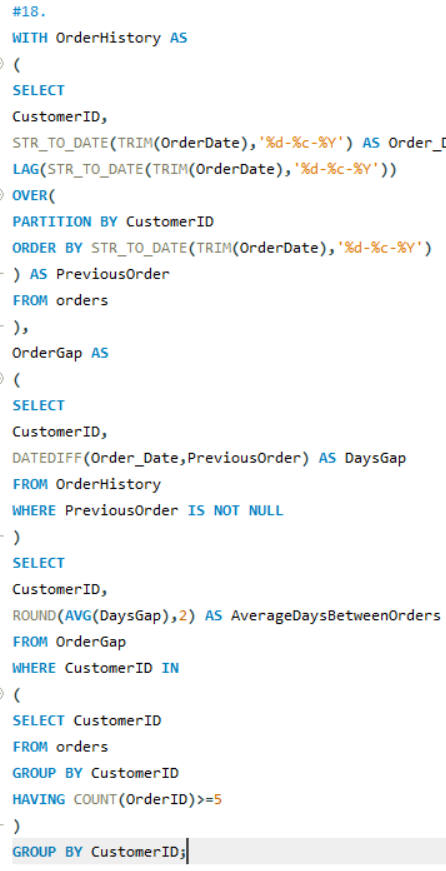 #18.
WITH OrderHistory AS
(
SELECT
CustomerID,
STR_TO_DATE(TRIM(OrderDate),'%d-%c-%Y') AS
LAG(STR_TO_DATE(TRIM(OrderDate),'%d-%c-%Y'))
OVER(
PARTITION BY CustomerID
ORDER BY STR_TO_DATE(TRIM(OrderDate),'%d-%c-%Y')
) AS PreviousOrder
FROM orders
),
OrderGap AS
(
SELECT
CustomerID,
DATEDIFF(Order_Date,PreviousOrder) AS DaysGap
FROM OrderHistory
WHERE PreviousOrder IS NOT NULL
)
SELECT
CustomerID,
ROUND(AVG(DaysGap),2) AS AverageDaysBetweenOrders
FROM OrderGap
WHERE CustomerID IN
(
SELECT CustomerID
FROM orders
GROUP BY CustomerID
HAVING COUNT(OrderID)>=5
)
GROUP BY CustomerID;